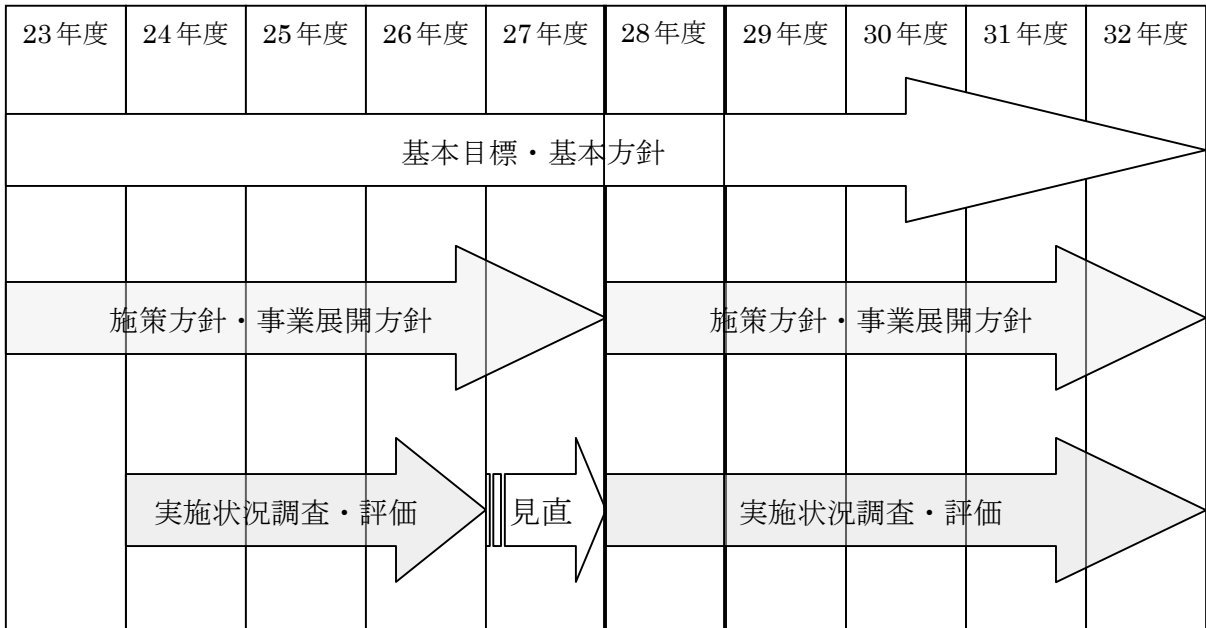 23年度 24年度 25年度 26年度 27年度 28年度 29年度 30年度 31年度 32年度
基本目標・基本方針
施策方針・事業展開方針 施策方針・事業展開方針
実施状況調査・評価 見直 実施状況調査・評価